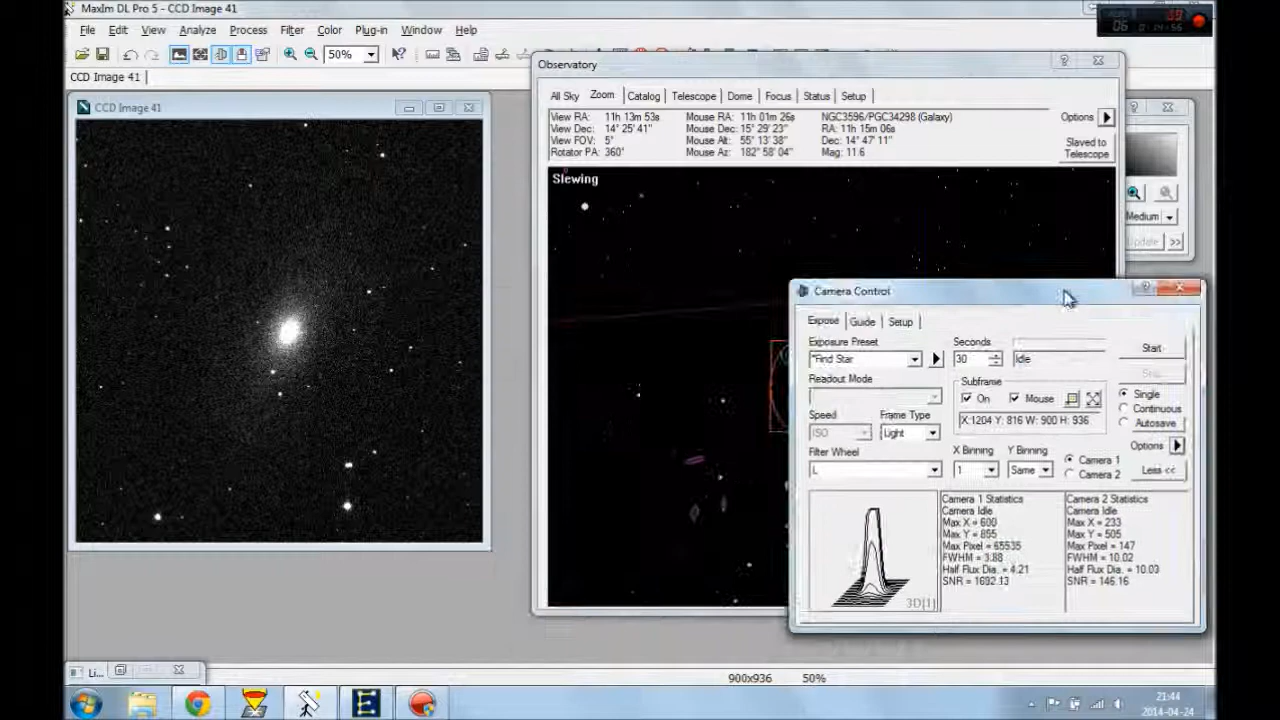 MaxIm DL Pro 5 - CCD Image 41
File Edit View Analyze Process Filter Color Plug-in Window Help
50%
CCD Image 41
CCD Image 41
Observatory
All Sky Zoom Catalog Telescope Dome Focus Status Setup
View RA: 11h 13m 53s Mouse RA: 11h 01m 26s NGC3596/PGC34298 (Galaxy)
View Dec: 14° 25' 41" Mouse Dec: 15° 29' 23" RA: 11h 15m 06s
View FOV: 5° Mouse Alt: 55° 13' 38" Dec: 14° 47' 11"
Rotator PA: 360° Mouse Az: 182° 58' 04" Mag: 11.6
Options
Slaved to
Telescope
Slewing
Medium
Update >>
Camera Control
Expose Guide Setup
Exposure Preset Seconds
*Find Star 30 Idle
Start
Readout Mode Subframe
On Mouse
X:1204 Y: 816 W: 900 H: 936
Single
Continuous
Autosave
Speed Frame Type
ISO Light
Options
Filter Wheel X Binning Y Binning
L 1 Same
Camera 1
Camera 2
Less <<
Camera 1 Statistics
Camera Idle
Max X = 600
Max Y = 855
Max Pixel = 65535
FWHM = 3.88
Half Flux Dia. = 4.21
SNR = 1692.13
Camera 2 Statistics
Camera Idle
Max X = 233
Max Y = 505
Max Pixel = 147
FWHM = 10.02
Half Flux Dia. = 10.03
SNR = 146.16
3D[1]
Li...
900x936 50%
21:44
2014-04-24